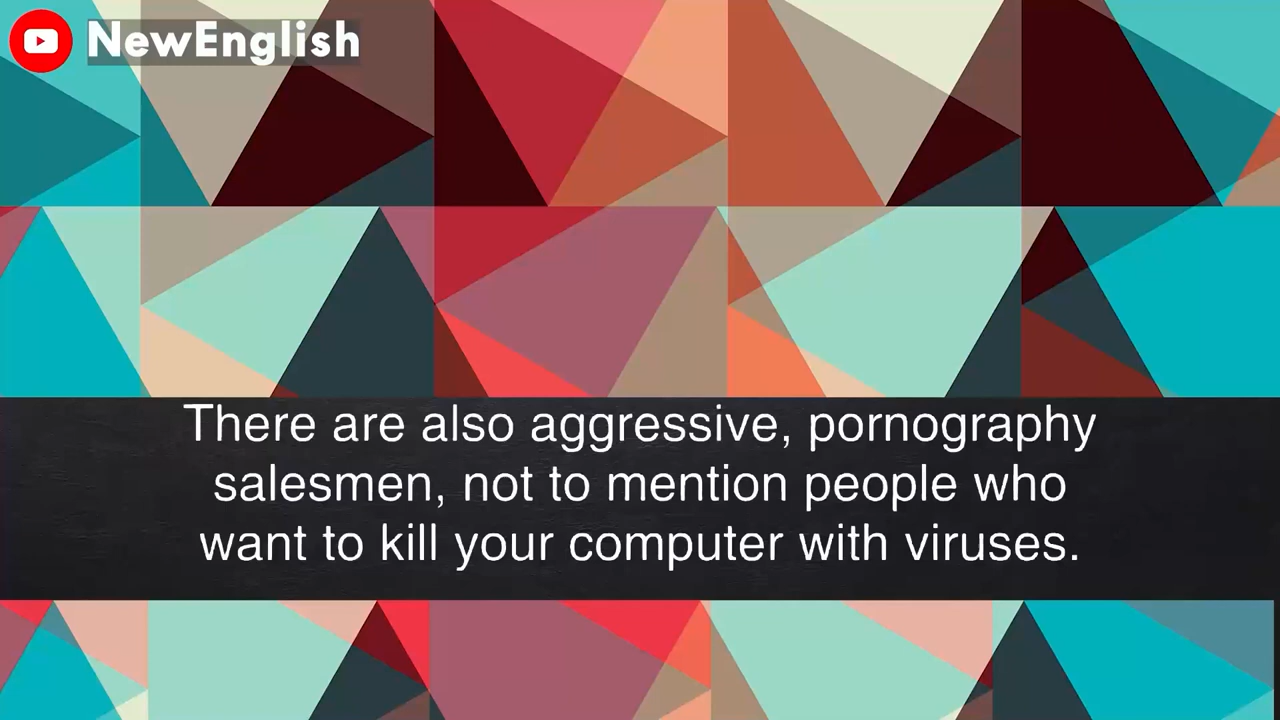 NewEnglish
There are also aggressive, pornography
salesmen, not to mention people who
want to kill your computer with viruses.